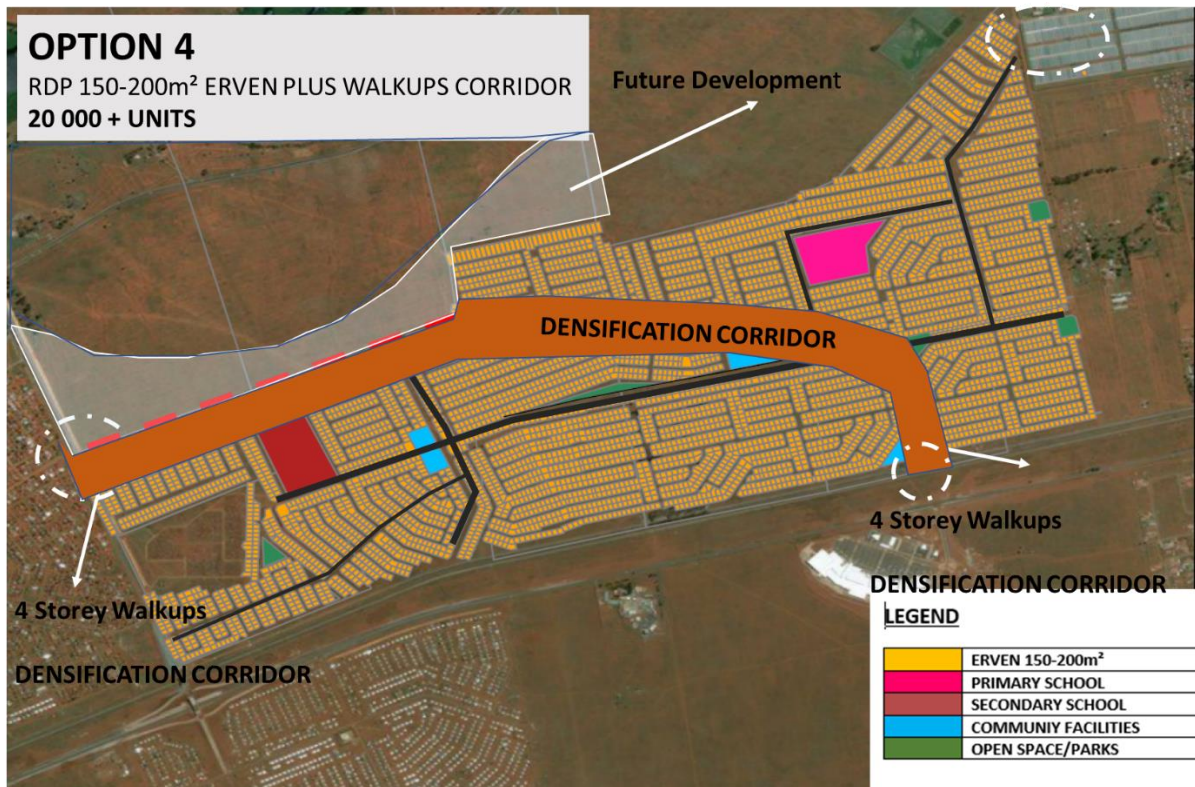 OPTION 4
RDP 150-200m² ERVEN PLUS WALKUPS CORRIDOR
20 000 + UNITS
Future Development
DENSIFICATION CORRIDOR
4 Storey Walkups
DENSIFICATION CORRIDOR
4 Storey Walkups
DENSIFICATION CORRIDOR
LEGEND
ERVEN 150-200m²
PRIMARY SCHOOL
SECONDARY SCHOOL
COMMUNIY FACILITIES
OPEN SPACE/PARKS